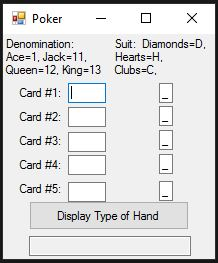 Poker
Denomination:
Ace=1, Jack=11,
Queen=12, King=13
Suit: Diamonds=D,
Hearts=H,
Clubs=C,
Card #1:
_
Card #2:
_
Card #3:
_
Card #4:
_
Card #5:
_
Display Type of Hand